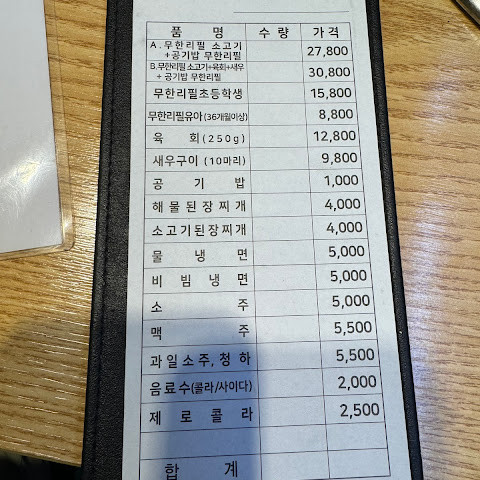 품 명 수 량 가 격
A.무한리필 소고기
+공기밥 무한리필 27,800
B.무한리필 소고기+육회+새우
+ 공기밥 무한리필 30,800
무한리필초등학생 15,800
무한리필유아(36개월이상) 8,800
육 회(250g) 12,800
새우구이 (10마리) 9,800
공 기 밥 1,000
해물된장찌개 4,000
소고기된장찌개 4,000
물 냉 면 5,000
비 빔 냉 면 5,000
소 주 5,000
맥 주 5,500
과일소주, 청하 5,500
음료수(콜라/사이다) 2,000
제 로 콜 라 2,500
합 계